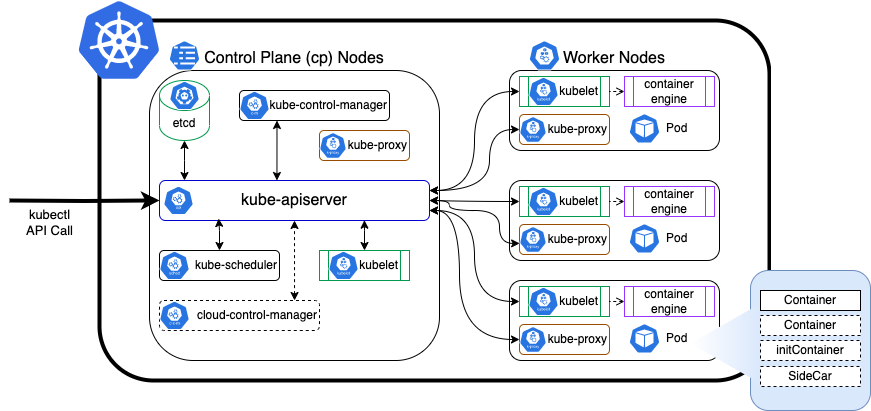 Control Plane (cp) Nodes
Worker Nodes
etcd
kube-control-manager
kube-proxy
kubectl
API Call
kube-apiserver
kube-scheduler
kubelet
cloud-control-manager
kubelet
container
engine
kube-proxy
Pod
kubelet
container
engine
kube-proxy
Pod
kubelet
container
engine
kube-proxy
Pod
Container
Container
initContainer
SideCar